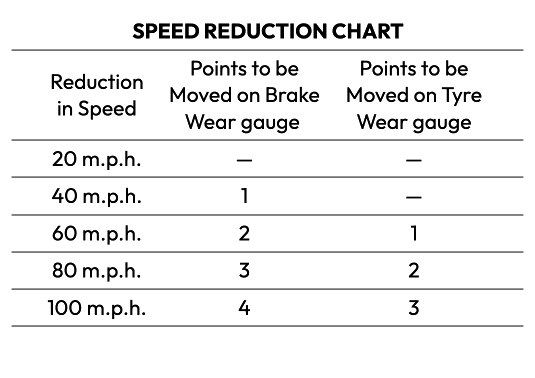 SPEED REDUCTION CHART
Reduction in Speed Points to be Moved on Brake Wear gauge Points to be Moved on Tyre Wear gauge
20 m.p.h. — —
40 m.p.h. 1 —
60 m.p.h. 2 1
80 m.p.h. 3 2
100 m.p.h. 4 3